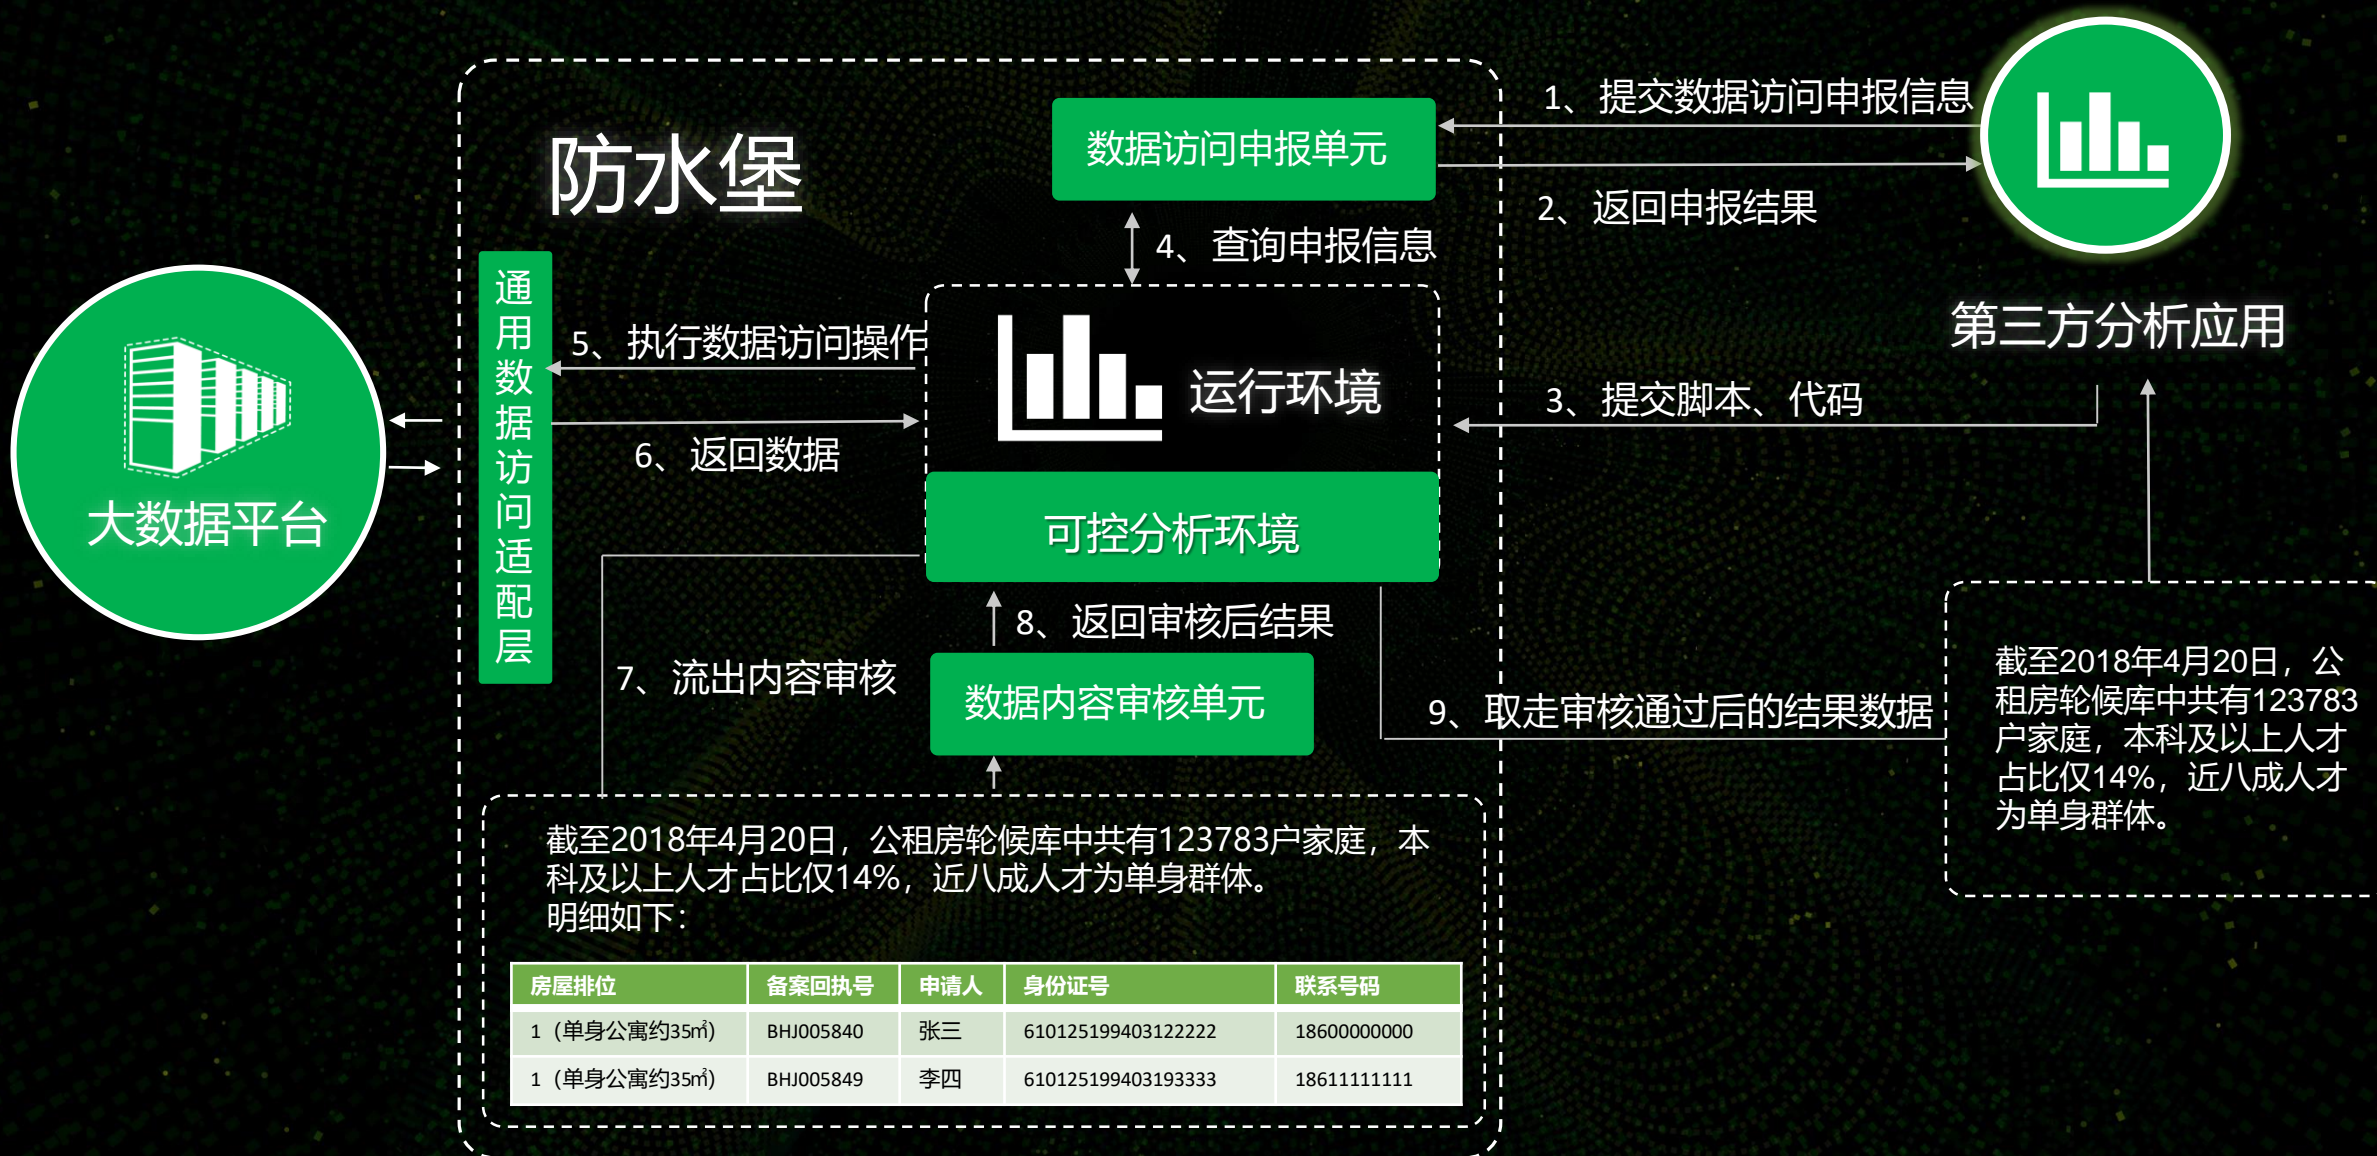 防水堡
数据访问申报单元
1、提交数据访问申报信息
2、返回申报结果
第三方分析应用
4、查询申报信息
通用数据访问适配层
5、执行数据访问操作
6、返回数据
运行环境
可控分析环境
3、提交脚本、代码
大数据平台
8、返回审核后结果
7、流出内容审核
数据内容审核单元
9、取走审核通过后的结果数据
截至2018年4月20日，公
租房轮候库中共有123783
户家庭，本科及以上人才
占比仅14%，近八成人才
为单身群体。
截至2018年4月20日，公租房轮候库中共有123783户家庭，本
科及以上人才占比仅14%，近八成人才为单身群体。
明细如下：
房屋排位 备案回执号 申请人 身份证号 联系号码
1（单身公寓约35㎡） BHJ005840 张三 610125199403122222 18600000000
1（单身公寓约35㎡） BHJ005849 李四 610125199403193333 18611111111